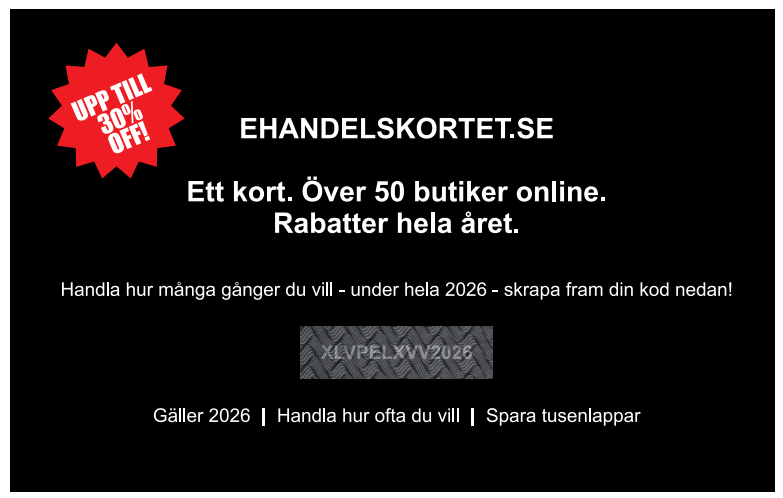 UPP TILL
30%
OFF!
EHANDELSKORTET.SE
Ett kort. Över 50 butiker online.
Rabatter hela året.
Handla hur många gånger du vill - under hela 2026 - skrapa fram din kod nedan!
XLVPELXVV2026
Gäller 2026 | Handla hur ofta du vill | Spara tusenlappar